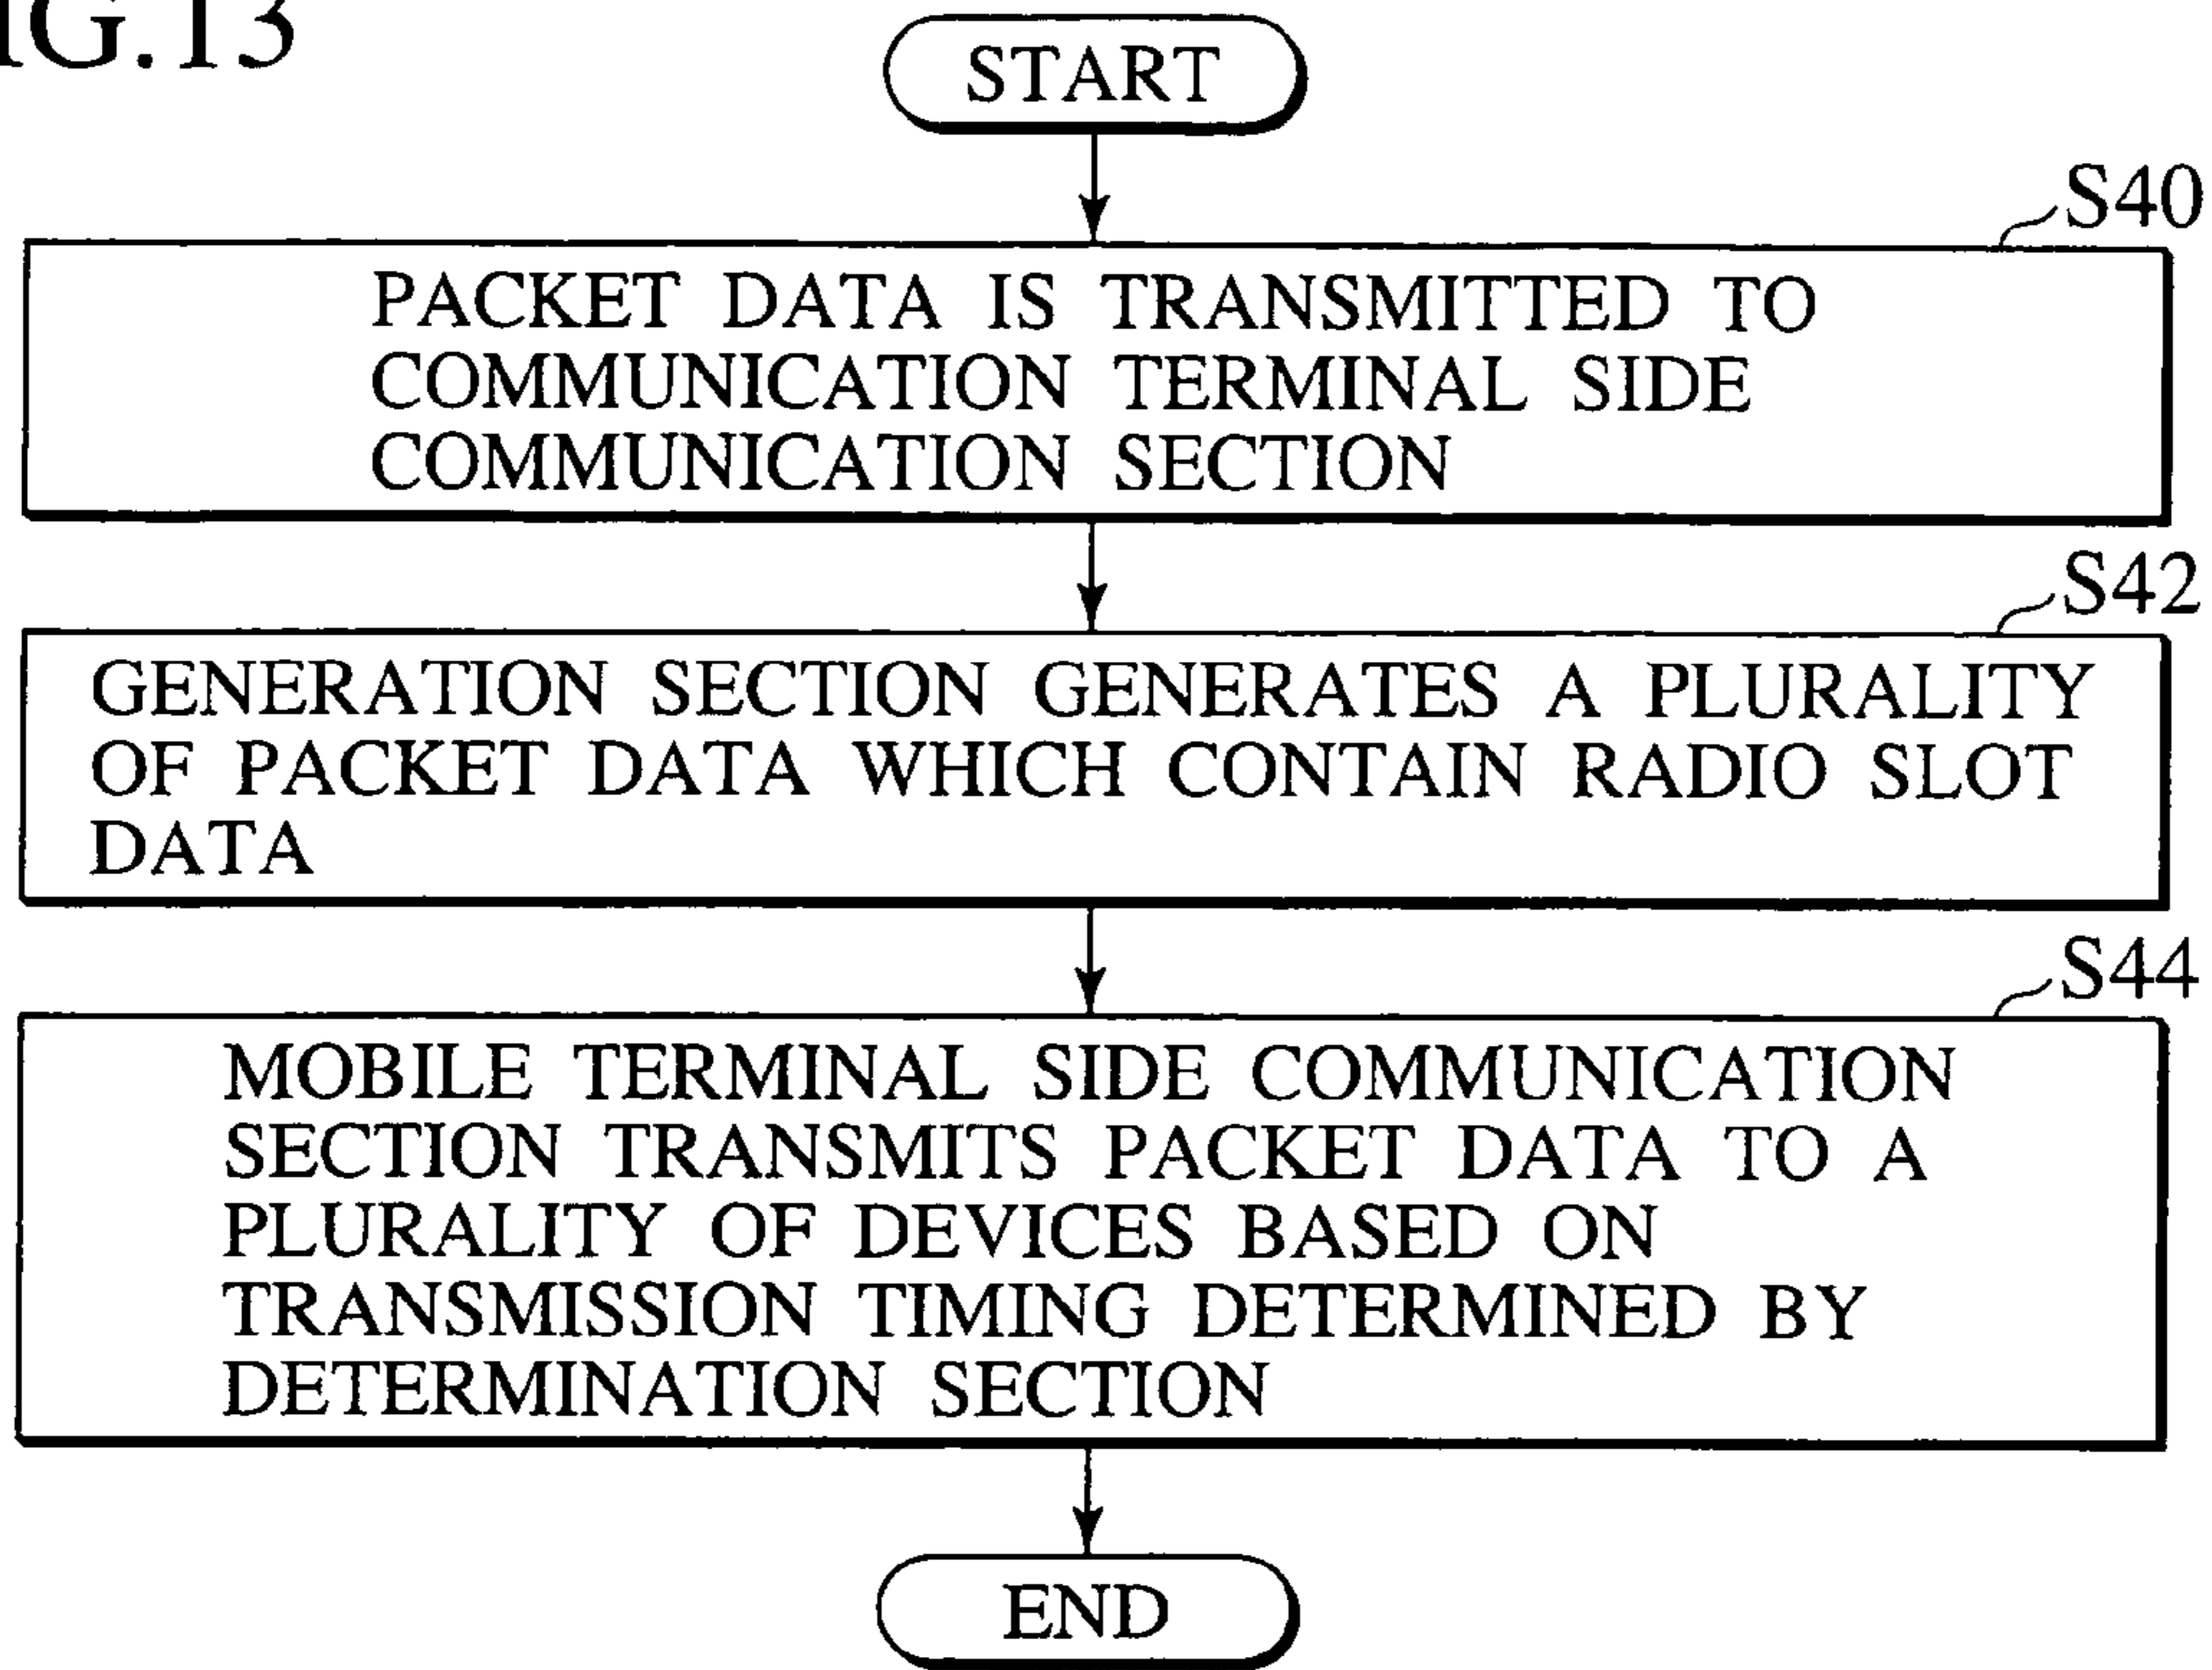 IG.13
START
S40
PACKET DATA IS TRANSMITTED TO
COMMUNICATION TERMINAL SIDE
COMMUNICATION SECTION
S42
GENERATION SECTION GENERATES A PLURALITY
OF PACKET DATA WHICH CONTAIN RADIO SLOT
DATA
S44
MOBILE TERMINAL SIDE COMMUNICATION
SECTION TRANSMITS PACKET DATA TO A
PLURALITY OF DEVICES BASED ON
TRANSMISSION TIMING DETERMINED BY
DETERMINATION SECTION
END